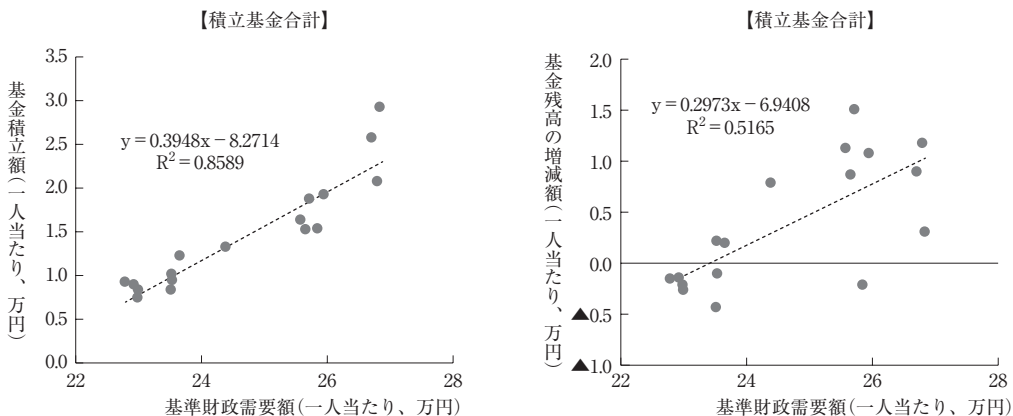 【積立基金合計】
基金積立額(一人当たり、万円)
3.5
3.0
2.5
2.0
1.5
1.0
0.5
0.0
y=0.3948x-8.2714
R²=0.8589
22 24 26 28
基準財政需要額(一人当たり、万円)
【積立基金合計】
基金残高の増減額(一人当たり、万円)
2.0
1.5
1.0
0.5
0.0
▲0.5
▲1.0
y=0.2973x-6.9408
R²=0.5165
22 24 26 28
基準財政需要額(一人当たり、万円)